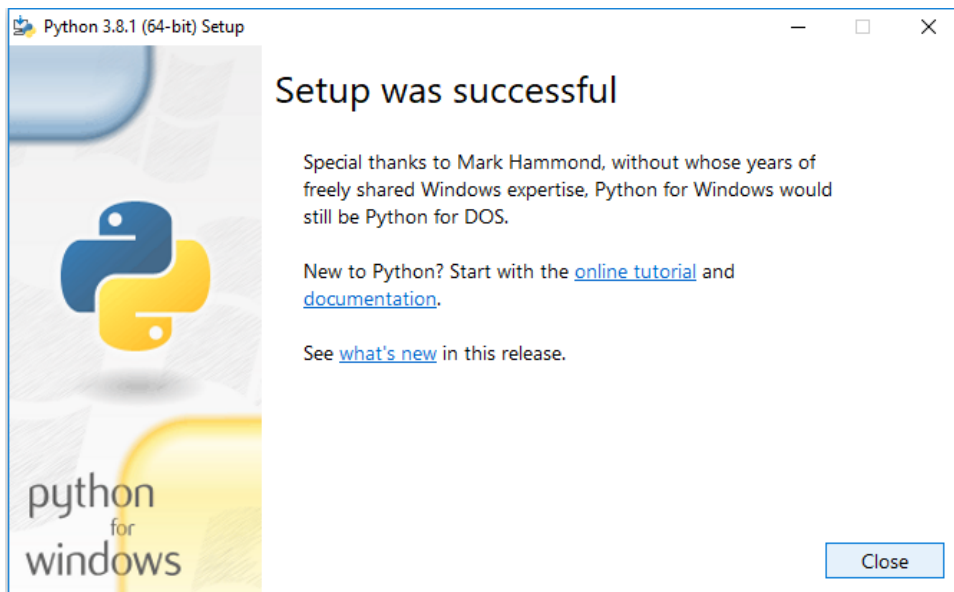 Python 3.8.1 (64-bit) Setup
Setup was successful
Special thanks to Mark Hammond, without whose years of
freely shared Windows expertise, Python for Windows would
still be Python for DOS.
New to Python? Start with the online tutorial and
documentation.
See what's new in this release.
python
for
windows
Close